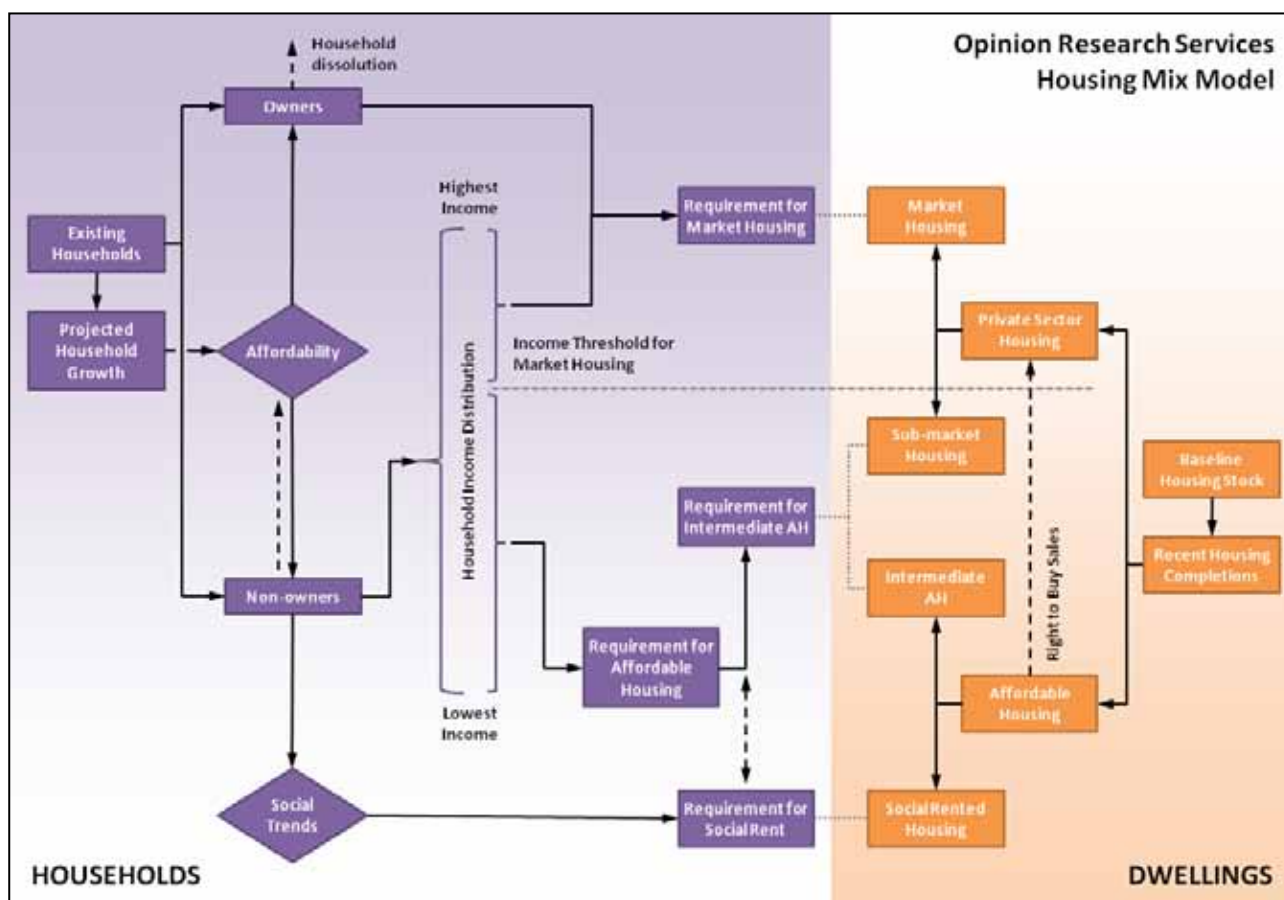 Household
dissolution
Opinion Research Services
Housing Mix Model
Owners
Highest
Income
Requirement for
Market Housing
Market
Housing
Existing
Households
Projected
Household
Growth
Affordability
Income Threshold for
Market Housing
Private Sector
Housing
Household Income Distribution
Sub-market
Housing
Baseline
Housing Stock
Requirement for
Intermediate AH
Recent Housing
Completions
Intermediate
AH
Non-owners
Right to Buy Sales
Requirement for
Affordable
Housing
Affordable
Housing
Lowest
Income
Social
Trends
Requirement for
Social Rent
Social Rented
Housing
HOUSEHOLDS
DWELLINGS